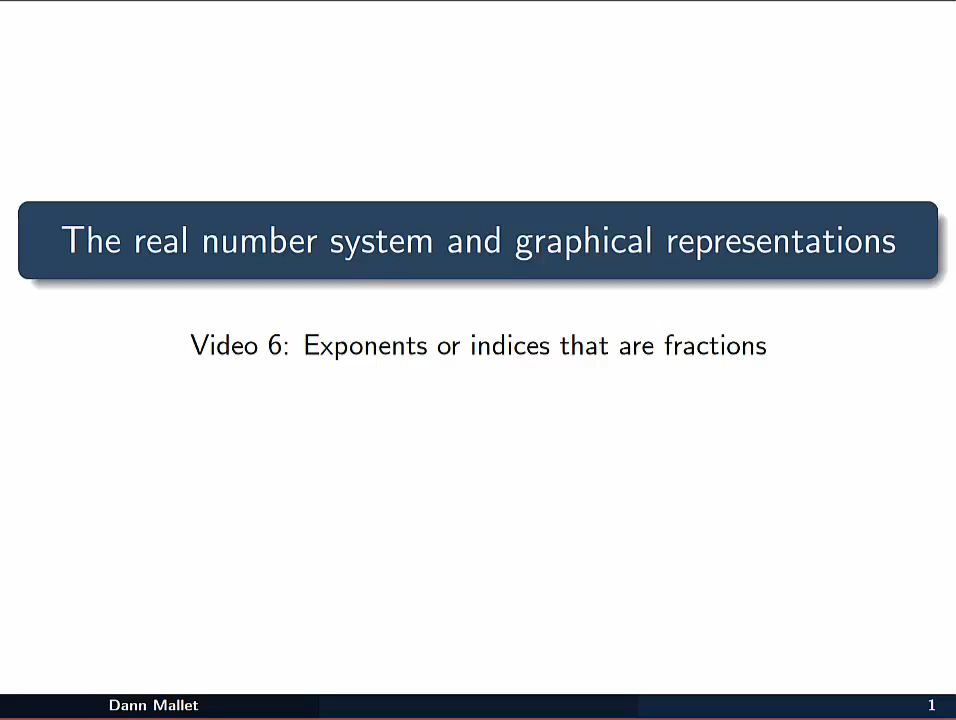 The real number system and graphical representations
Video 6: Exponents or indices that are fractions
Dann Mallet
1